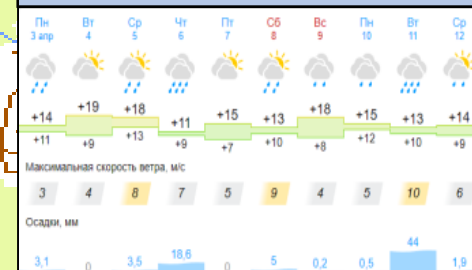 Пн Вт Ср Чт Пт Сб Вс Пн Вт Ср
3 апр 4 5 6 7 8 9 10 11 12
+14 +19 +18 +11 +15 +13 +18 +15 +13 +14
+11 +9 +13 +9 +7 +10 +8 +12 +10 +9
Максимальная скорость ветра, м/с
3 4 8 7 5 9 4 5 10 6
Осадки, мм
3,1 0 3,5 18,6 0 5 0,2 0,5 44 1,9